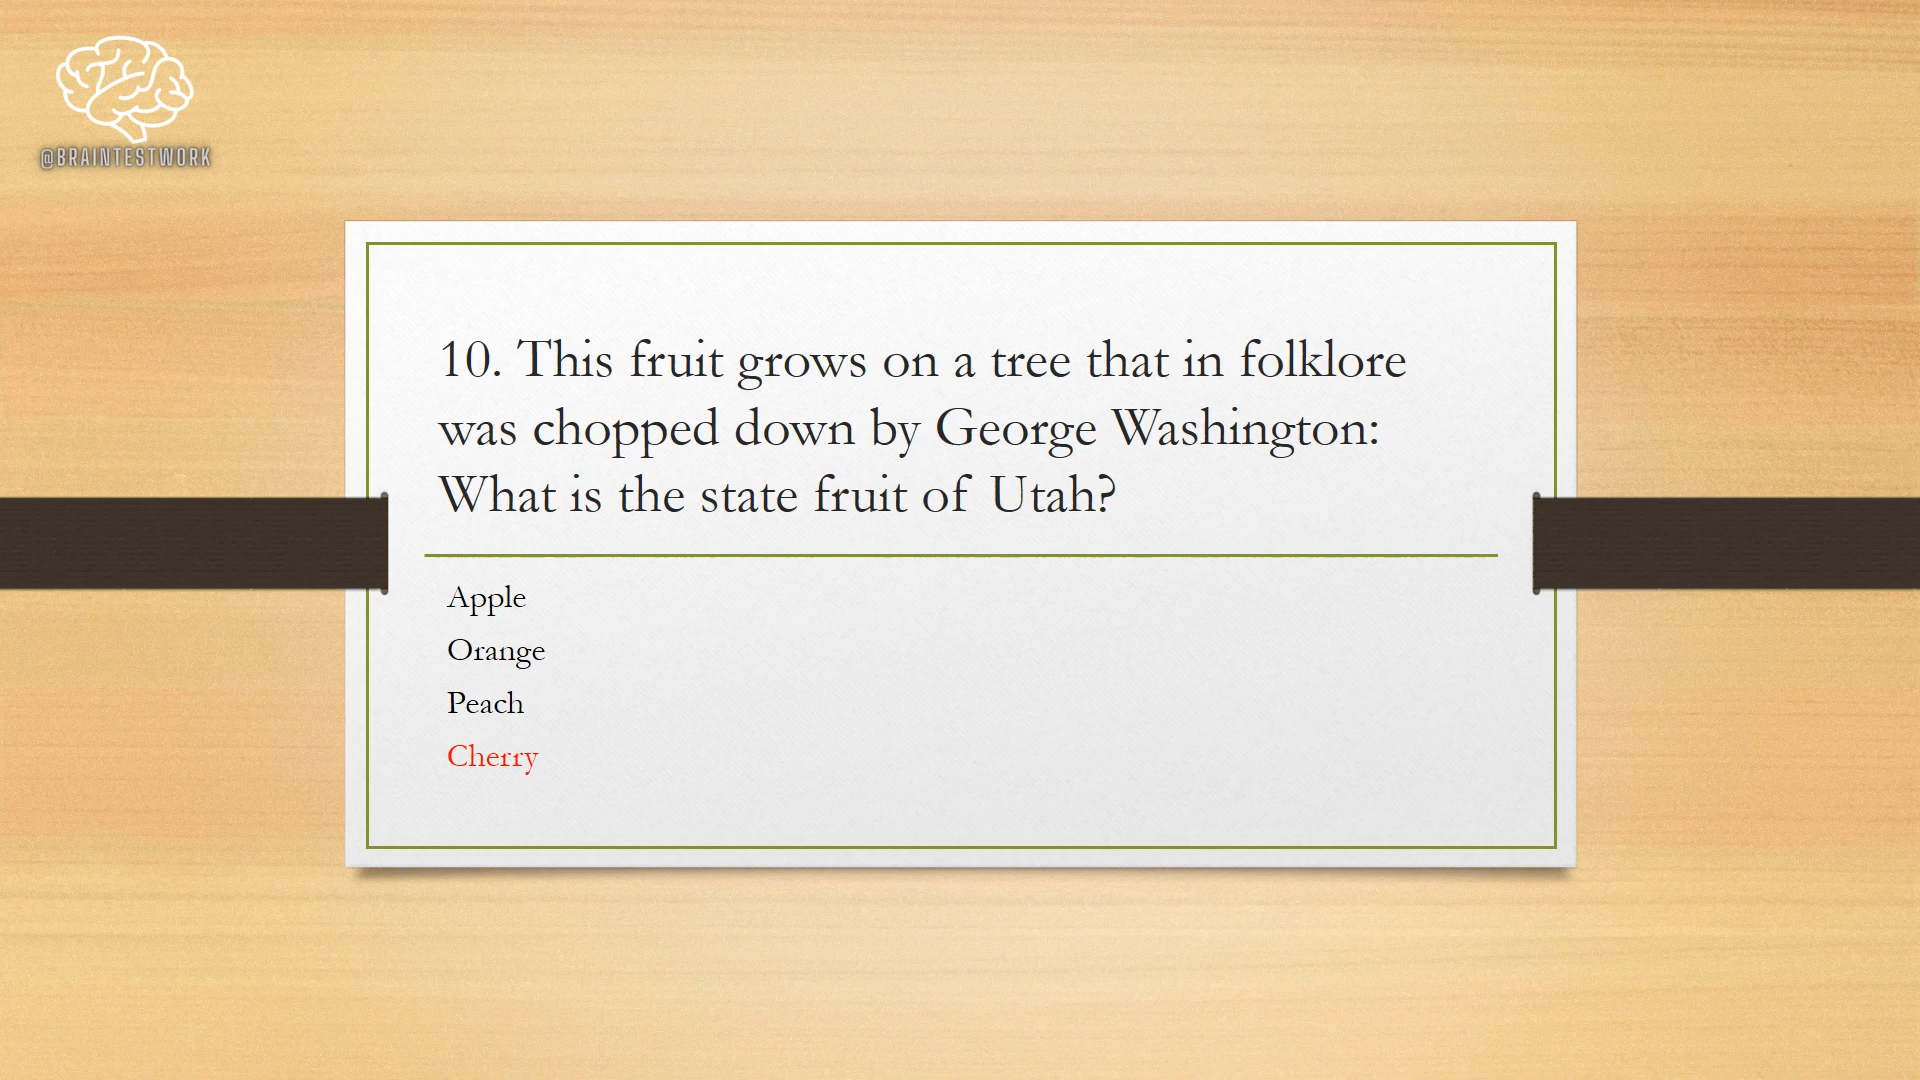 @BRAINTESTWORK
10. This fruit grows on a tree that in folklore
was chopped down by George Washington:
What is the state fruit of Utah?
Apple
Orange
Peach
Cherry